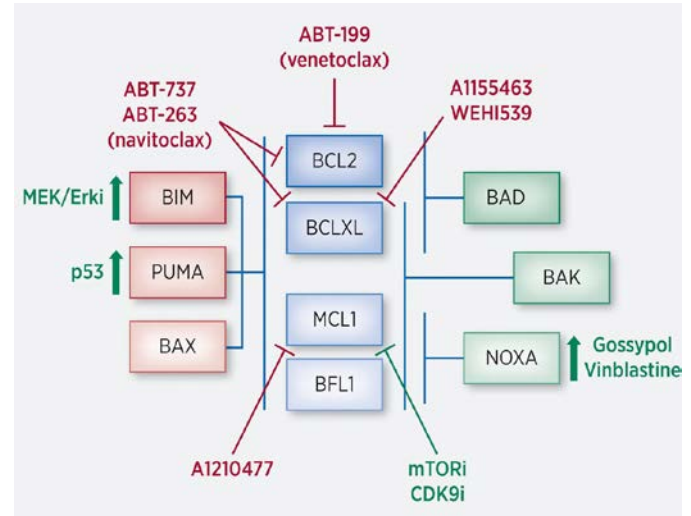 ABT-199
(venetoclax)
ABT-737
ABT-263
(navitoclax)
A1155463
WEHI539
BCL2
MEK/Erki
BIM
BCLXL
BAD
p53
PUMA
BAK
MCL1
BAX
NOXA
Gossypol
Vinblastine
BFL1
A1210477
mTORi
CDK9i